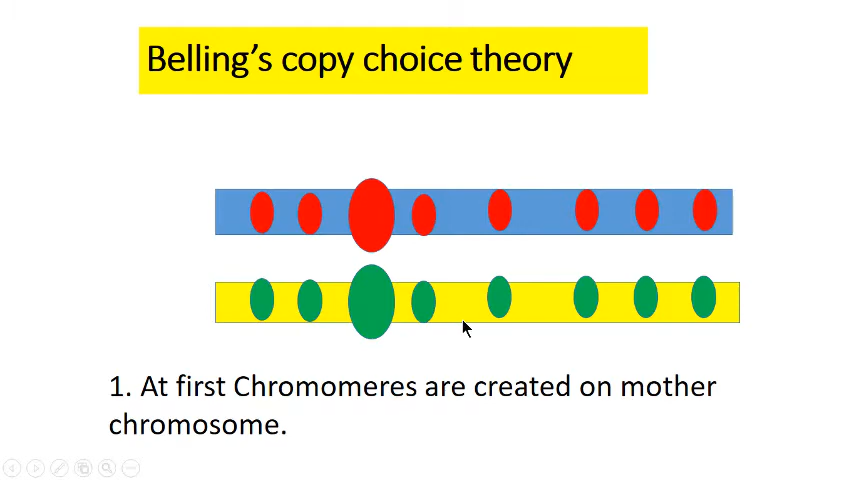 Belling’s copy choice theory
1. At first Chromomeres are created on mother
chromosome.